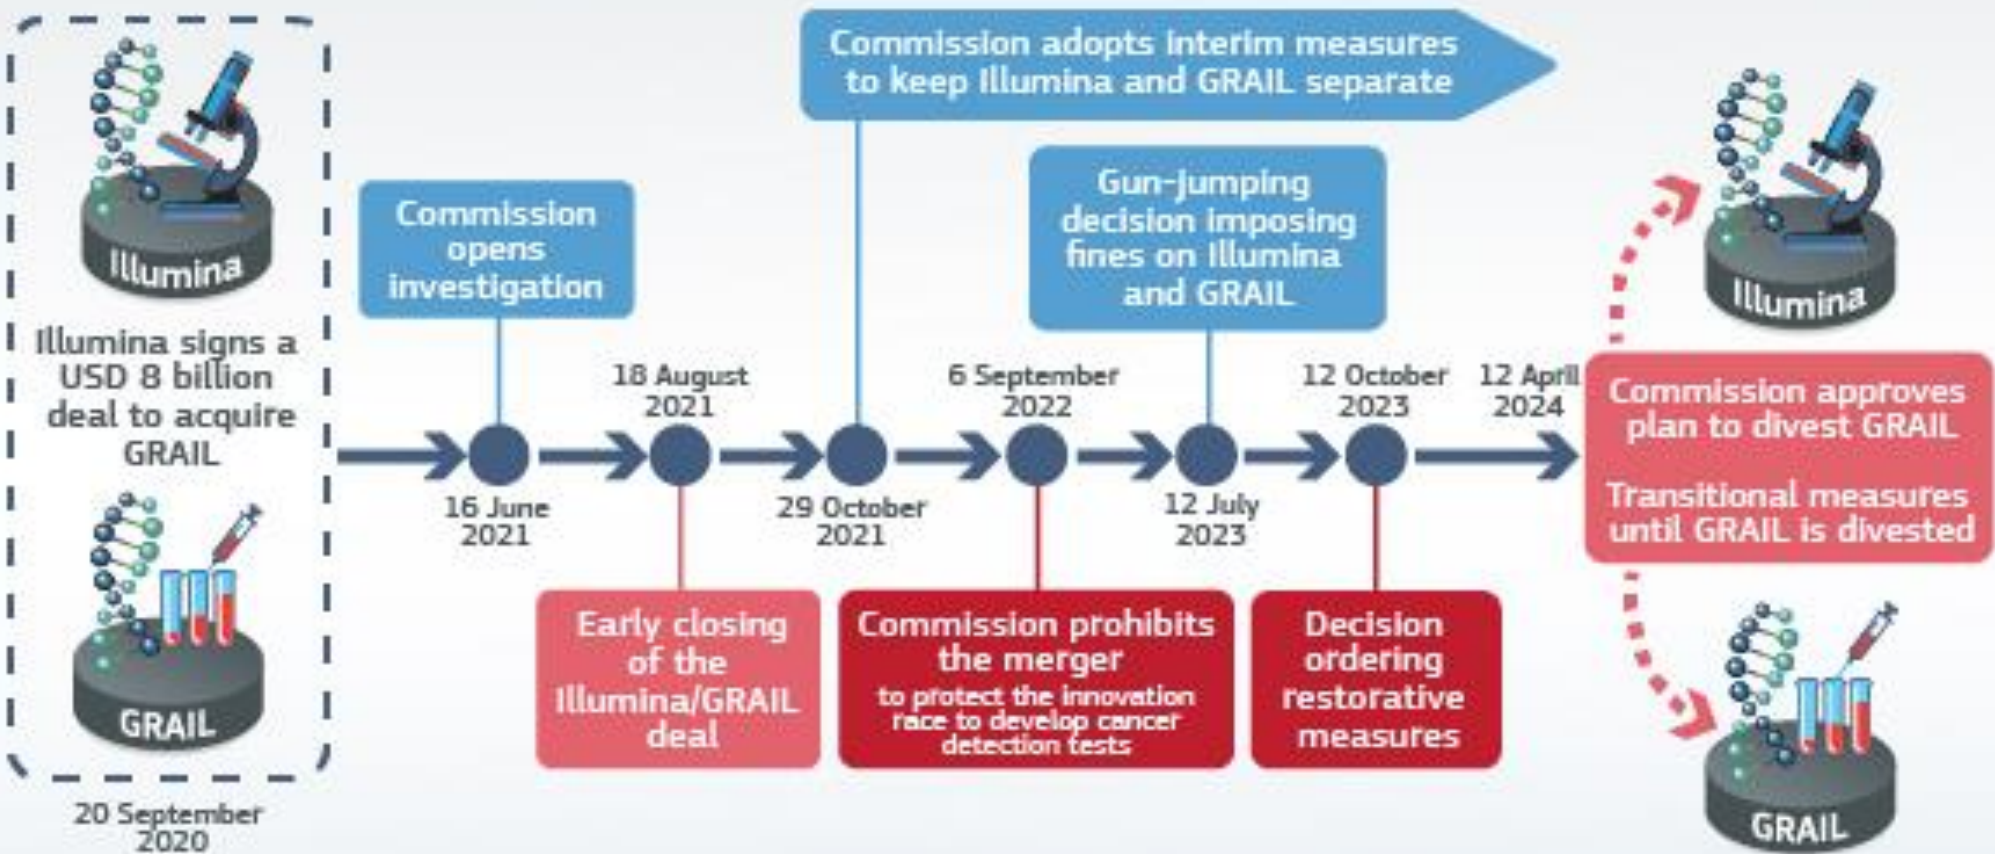 Illumina
Illumina signs a
USD 8 billion
deal to acquire
GRAIL
GRAIL
20 September
2020
Commission
opens
investigation
16 June
2021
18 August
2021
Early closing
of the
Illumina/GRAIL
deal
Commission adopts interim measures
to keep Illumina and GRAIL separate
29 October
2021
6 September
2022
Commission prohibits
the merger
to protect the innovation
race to develop cancer
detection tests
Gun-jumping
decision imposing
fines on Illumina
and GRAIL
12 July
2023
12 October
2023
Decision
ordering
restorative
measures
12 April
2024
Commission approves
plan to divest GRAIL
Transitional measures
until GRAIL is divested
Illumina
GRAIL